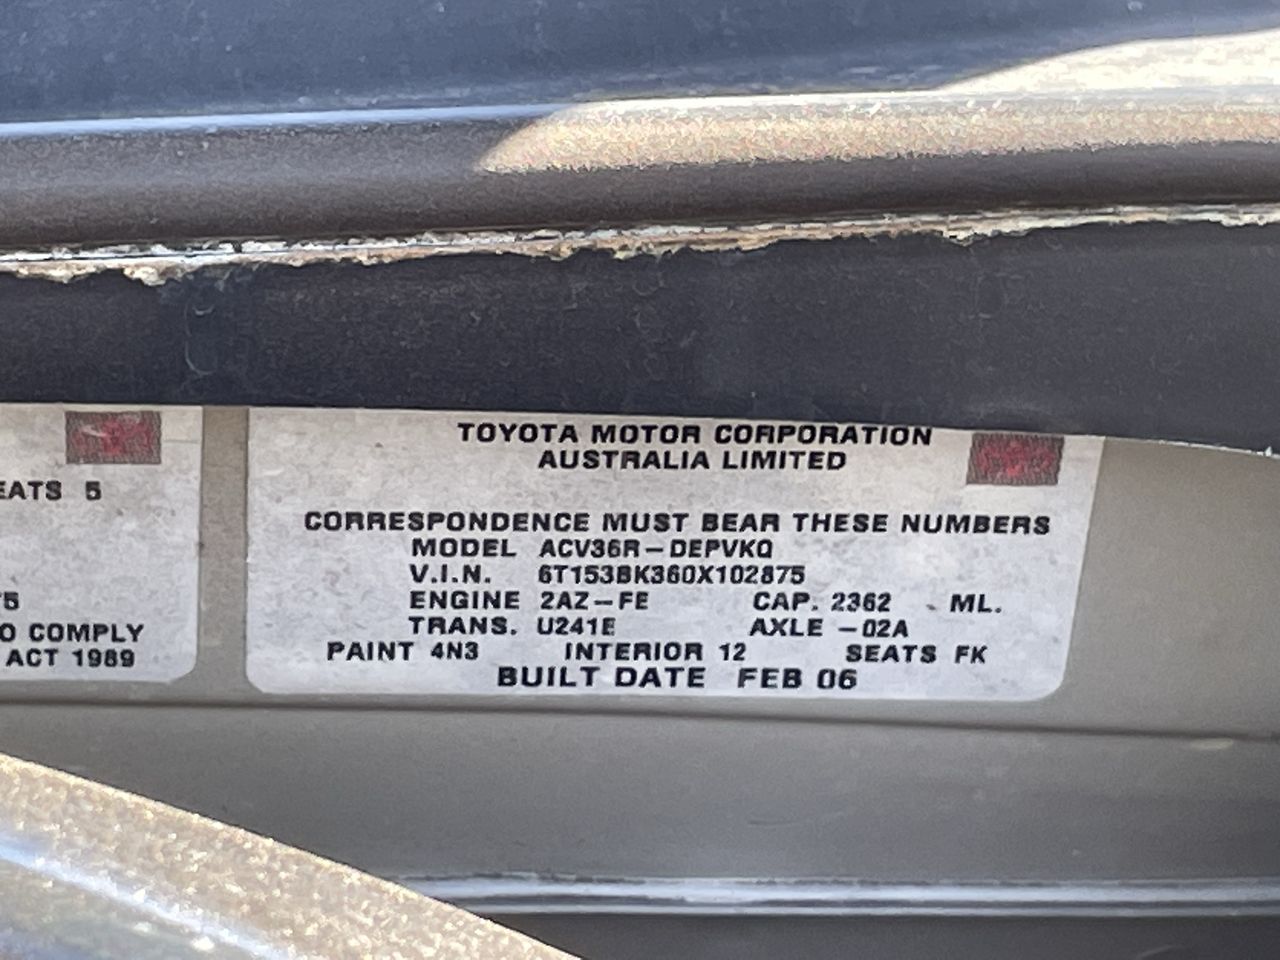 EATS 5
5
O COMPLY
ACT 1989
TOYOTA MOTOR CORPORATION
AUSTRALIA LIMITED
CORRESPONDENCE MUST BEAR THESE NUMBERS
MODEL ACV36R-DEPVKQ
V.I.N. 6T153BK360X102875
ENGINE 2AZ-FE CAP. 2362 ML.
TRANS. U241E AXLE -02A
PAINT 4N3 INTERIOR 12 SEATS FK
BUILT DATE FEB 06